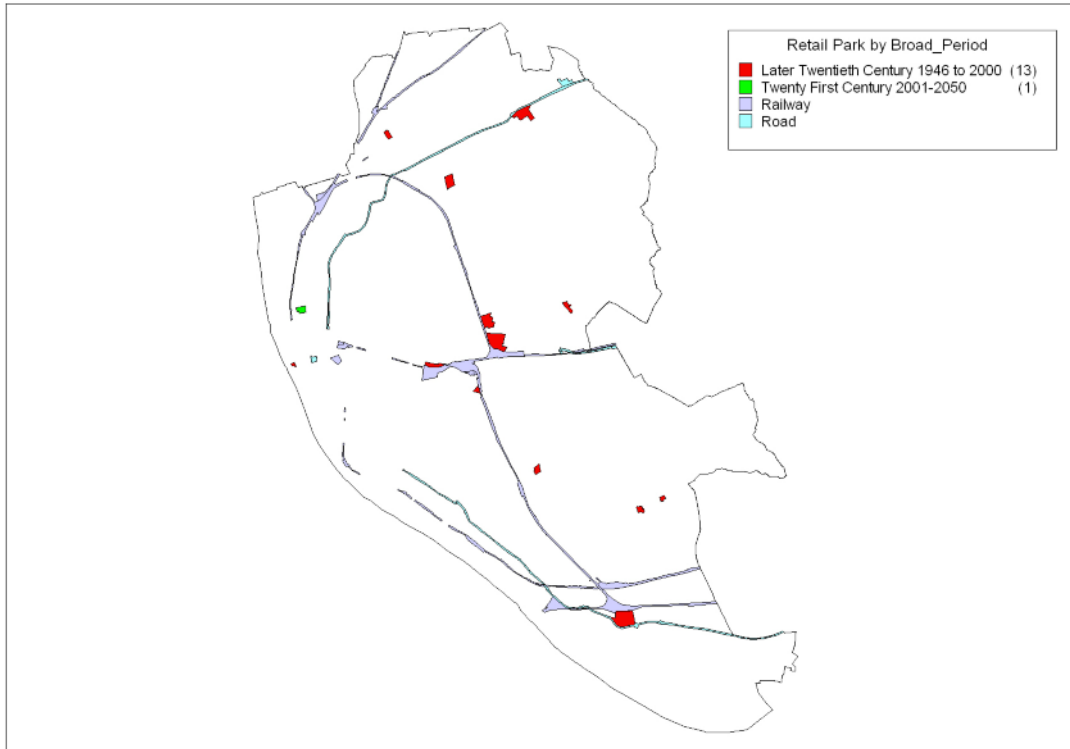 Retail Park by Broad_Period
Later Twentieth Century 1946 to 2000 (13)
Twenty First Century 2001-2050 (1)
Railway
Road